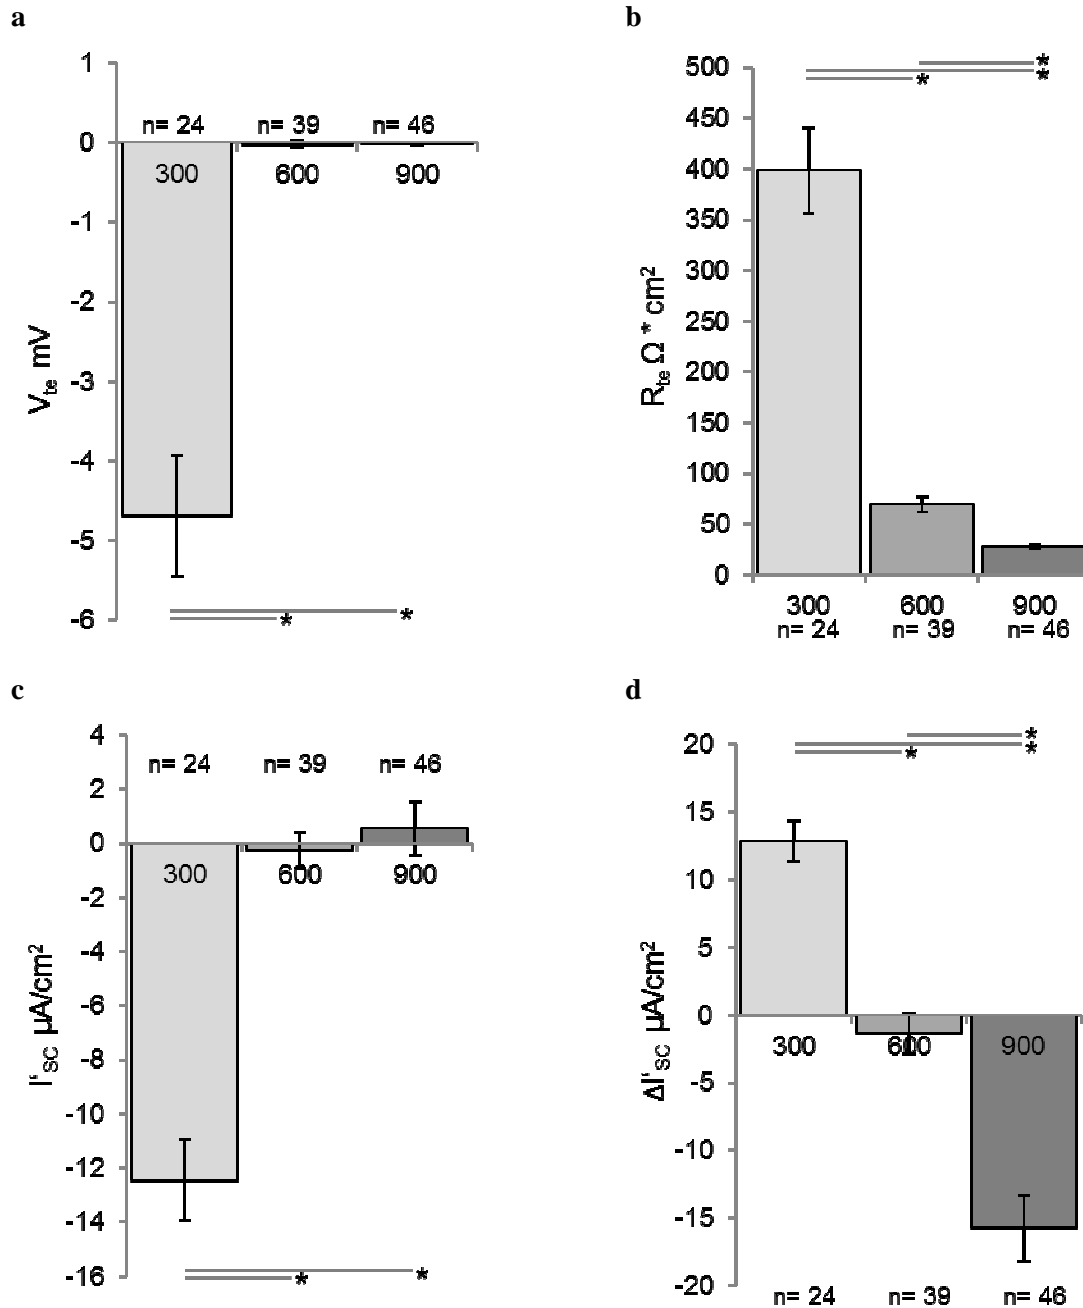 a
1
n= 24 n= 39 n= 46
0
300 600 900
-1
-2
-3
-4
-5
-6
V_te mV
* *
b
500
450
400
350
300
250
200
150
100
50
0
R_te Ω * cm²
* * *
300 600 900
n= 24 n= 39 n= 46
c
4
n= 24 n= 39 n= 46
2
0
300 600 900
-2
-4
-6
-8
-10
-12
-14
-16
I'_SC µA/cm²
* *
d
20
15
10
5
0
300 600 900
-5
-10
-15
-20
ΔI'_SC µA/cm²
* * *
n= 24 n= 39 n= 46